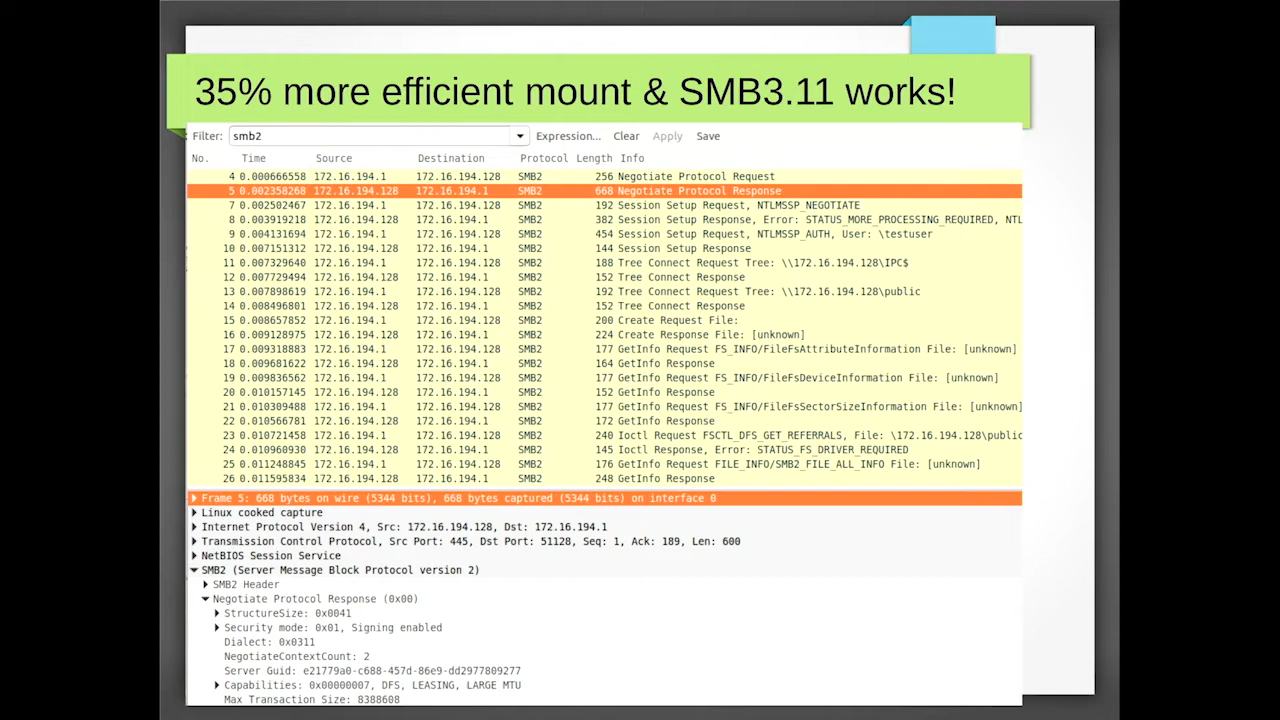 35% more efficient mount & SMB3.11 works!
Filter: smb2 Expression... Clear Apply Save
No. Time Source Destination Protocol Length Info
4 0.000666558 172.16.194.1 172.16.194.128 SMB2 256 Negotiate Protocol Request
5 0.002358268 172.16.194.128 172.16.194.1 SMB2 668 Negotiate Protocol Response
7 0.002502467 172.16.194.1 172.16.194.128 SMB2 192 Session Setup Request, NTLMSSP_NEGOTIATE
8 0.003919218 172.16.194.128 172.16.194.1 SMB2 382 Session Setup Response, Error: STATUS_MORE_PROCESSING_REQUIRED, NTL
9 0.004131694 172.16.194.1 172.16.194.128 SMB2 454 Session Setup Request, NTLMSSP_AUTH, User: \testuser
10 0.007151312 172.16.194.128 172.16.194.1 SMB2 144 Session Setup Response
11 0.007329640 172.16.194.1 172.16.194.128 SMB2 188 Tree Connect Request Tree: \\172.16.194.128\IPC$
12 0.007729494 172.16.194.128 172.16.194.1 SMB2 152 Tree Connect Response
13 0.007898619 172.16.194.1 172.16.194.128 SMB2 192 Tree Connect Request Tree: \\172.16.194.128\public
14 0.008496801 172.16.194.128 172.16.194.1 SMB2 152 Tree Connect Response
15 0.008657852 172.16.194.1 172.16.194.128 SMB2 200 Create Request File:
16 0.009128975 172.16.194.128 172.16.194.1 SMB2 224 Create Response File: [unknown]
17 0.009318883 172.16.194.1 172.16.194.128 SMB2 177 GetInfo Request FS_INFO/FileFsAttributeInformation File: [unknown]
18 0.009681622 172.16.194.128 172.16.194.1 SMB2 164 GetInfo Response
19 0.009836562 172.16.194.1 172.16.194.128 SMB2 177 GetInfo Request FS_INFO/FileFsDeviceInformation File: [unknown]
20 0.010157145 172.16.194.128 172.16.194.1 SMB2 152 GetInfo Response
21 0.010309488 172.16.194.1 172.16.194.128 SMB2 177 GetInfo Request FS_INFO/FileFsSectorSizeInformation File: [unknown]
22 0.010566781 172.16.194.128 172.16.194.1 SMB2 172 GetInfo Response
23 0.010721458 172.16.194.1 172.16.194.128 SMB2 240 Ioctl Request FSCTL_DFS_GET_REFERRALS, File: \172.16.194.128\public
24 0.010960930 172.16.194.128 172.16.194.1 SMB2 145 Ioctl Response, Error: STATUS_FS_DRIVER_REQUIRED
25 0.011248845 172.16.194.1 172.16.194.128 SMB2 176 GetInfo Request FILE_INFO/SMB2_FILE_ALL_INFO File: [unknown]
26 0.011595834 172.16.194.128 172.16.194.1 SMB2 248 GetInfo Response
Frame 5: 668 bytes on wire (5344 bits), 668 bytes captured (5344 bits) on interface 0
Linux cooked capture
Internet Protocol Version 4, Src: 172.16.194.128, Dst: 172.16.194.1
Transmission Control Protocol, Src Port: 445, Dst Port: 51128, Seq: 1, Ack: 189, Len: 600
NetBIOS Session Service
SMB2 (Server Message Block Protocol version 2)
SMB2 Header
Negotiate Protocol Response (0x00)
StructureSize: 0x0041
Security mode: 0x01, Signing enabled
Dialect: 0x0311
NegotiateContextCount: 2
Server Guid: e21779a0-c688-457d-86e9-dd2977809277
Capabilities: 0x00000007, DFS, LEASING, LARGE MTU
Max Transaction Size: 8388608